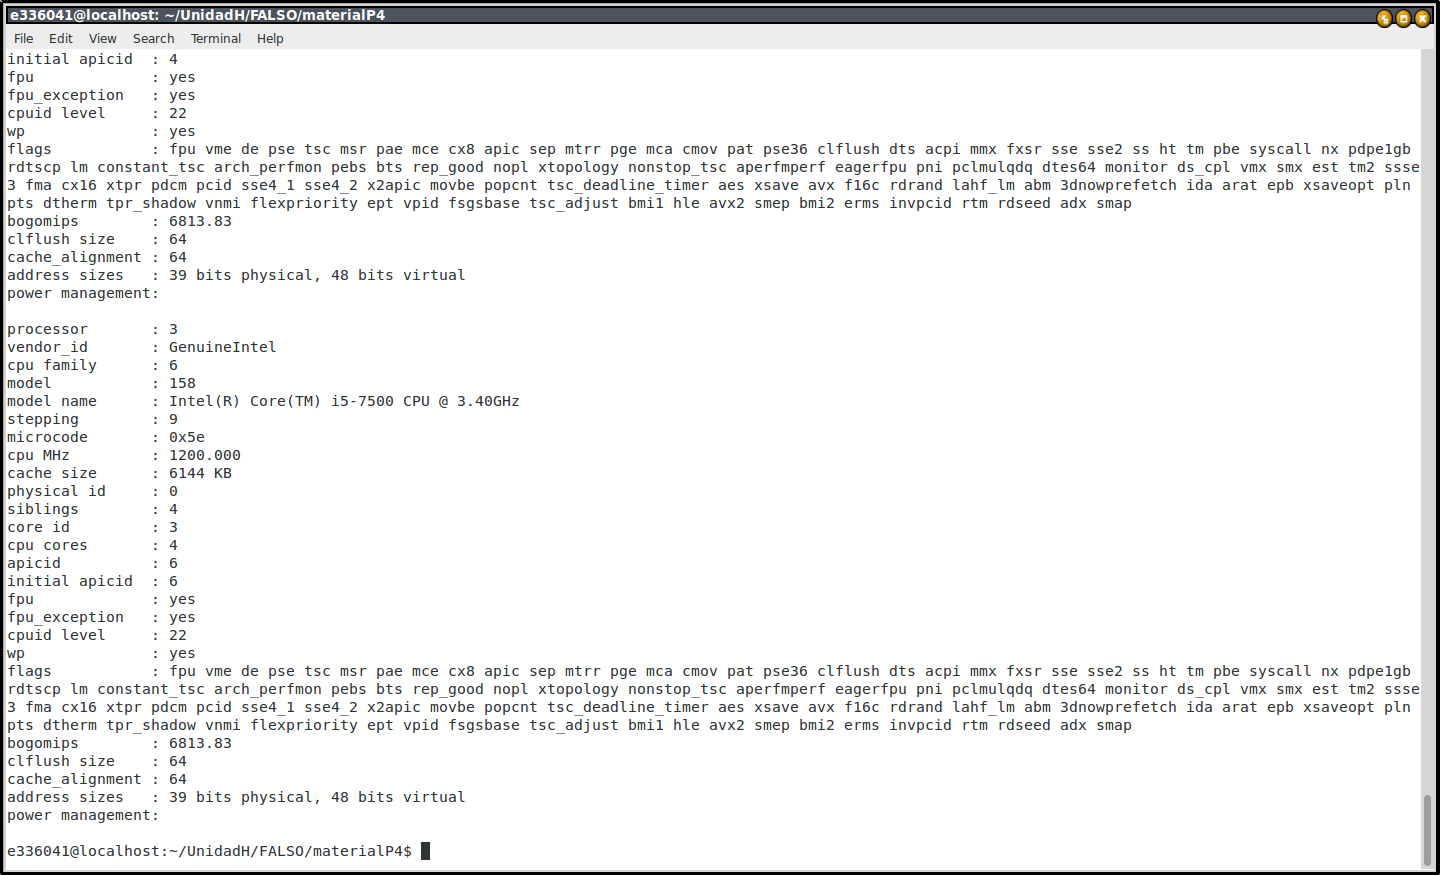 e336041@localhost: ~/UnidadH/FALSO/materialP4
File Edit View Search Terminal Help
initial apicid  : 4
fpu             : yes
fpu_exception   : yes
cpuid level     : 22
wp              : yes
flags           : fpu vme de pse tsc msr pae mce cx8 apic sep mtrr pge mca cmov pat pse36 clflush dts acpi mmx fxsr sse sse2 ss ht tm pbe syscall nx pdpe1gb
rdtscp lm constant_tsc arch_perfmon pebs bts rep_good nopl xtopology nonstop_tsc aperfmperf eagerfpu pni pclmulqdq dtes64 monitor ds_cpl vmx smx est tm2 ssse
3 fma cx16 xtpr pdcm pcid sse4_1 sse4_2 x2apic movbe popcnt tsc_deadline_timer aes xsave avx f16c rdrand lahf_lm abm 3dnowprefetch ida arat epb xsaveopt pln
pts dtherm tpr_shadow vnmi flexpriority ept vpid fsgsbase tsc_adjust bmi1 hle avx2 smep bmi2 erms invpcid rtm rdseed adx smap
bogomips        : 6813.83
clflush size    : 64
cache_alignment : 64
address sizes   : 39 bits physical, 48 bits virtual
power management:
processor       : 3
vendor_id       : GenuineIntel
cpu family      : 6
model           : 158
model name      : Intel(R) Core(TM) i5-7500 CPU @ 3.40GHz
stepping        : 9
microcode       : 0x5e
cpu MHz         : 1200.000
cache size      : 6144 KB
physical id     : 0
siblings        : 4
core id         : 3
cpu cores       : 4
apicid          : 6
initial apicid  : 6
fpu             : yes
fpu_exception   : yes
cpuid level     : 22
wp              : yes
flags           : fpu vme de pse tsc msr pae mce cx8 apic sep mtrr pge mca cmov pat pse36 clflush dts acpi mmx fxsr sse sse2 ss ht tm pbe syscall nx pdpe1gb
rdtscp lm constant_tsc arch_perfmon pebs bts rep_good nopl xtopology nonstop_tsc aperfmperf eagerfpu pni pclmulqdq dtes64 monitor ds_cpl vmx smx est tm2 ssse
3 fma cx16 xtpr pdcm pcid sse4_1 sse4_2 x2apic movbe popcnt tsc_deadline_timer aes xsave avx f16c rdrand lahf_lm abm 3dnowprefetch ida arat epb xsaveopt pln
pts dtherm tpr_shadow vnmi flexpriority ept vpid fsgsbase tsc_adjust bmi1 hle avx2 smep bmi2 erms invpcid rtm rdseed adx smap
bogomips        : 6813.83
clflush size    : 64
cache_alignment : 64
address sizes   : 39 bits physical, 48 bits virtual
power management:
e336041@localhost:~/UnidadH/FALSO/materialP4$